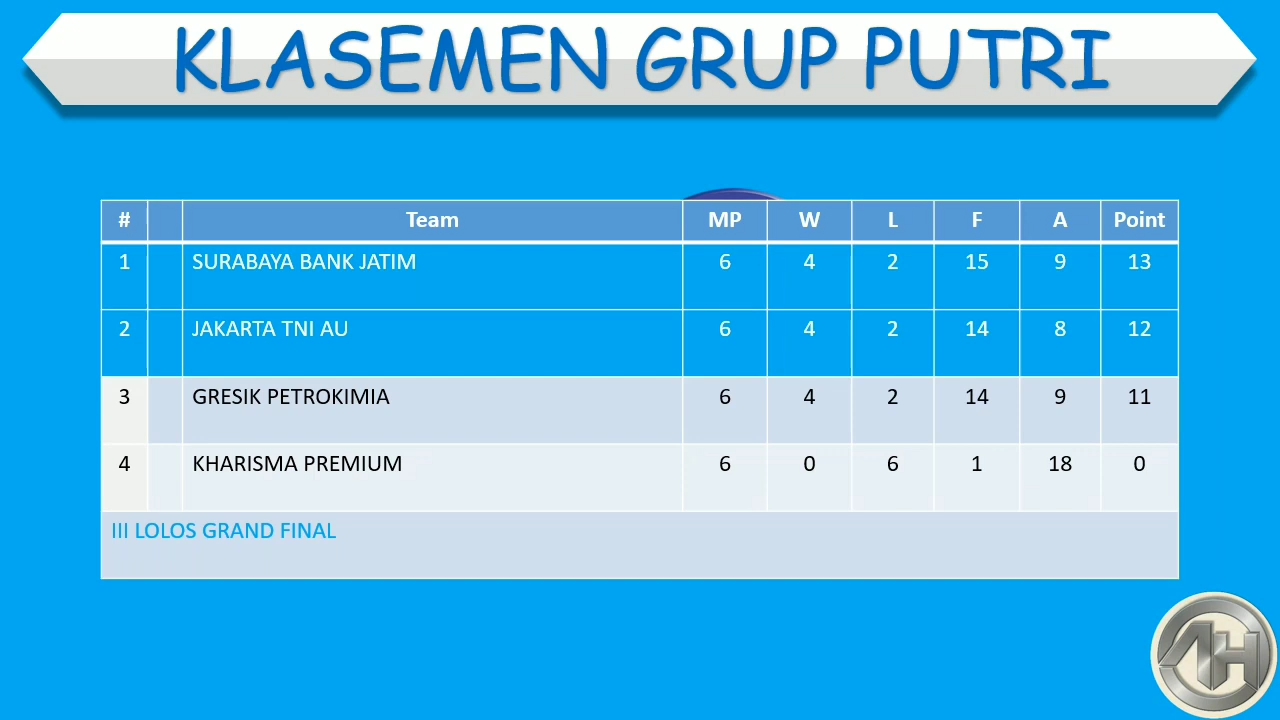 KLASEMEN GRUP PUTRI
# Team MP W L F A Point
1 SURABAYA BANK JATIM 6 4 2 15 9 13
2 JAKARTA TNI AU 6 4 2 14 8 12
3 GRESIK PETROKIMIA 6 4 2 14 9 11
4 KHARISMA PREMIUM 6 0 6 1 18 0
III LOLOS GRAND FINAL